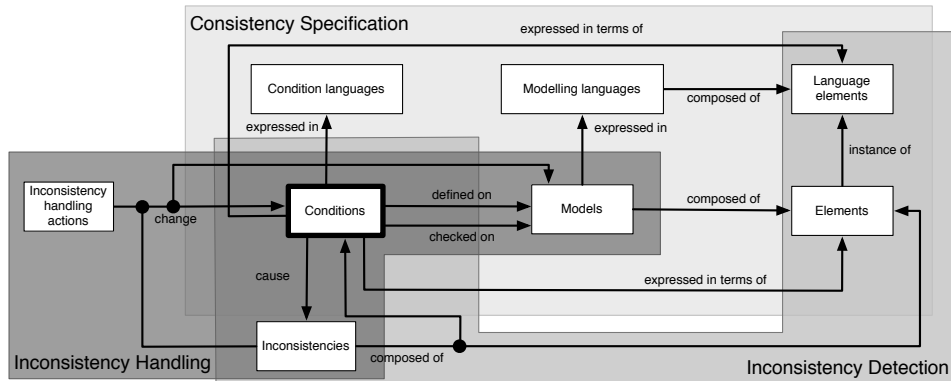 Consistency Specification
expressed in terms of
Condition languages
Modelling languages
Language
elements
composed of
expressed in
expressed in
instance of
Inconsistency
handling
actions
change
Conditions
defined on
checked on
Models
composed of
Elements
cause
expressed in terms of
Inconsistencies
composed of
Inconsistency Handling
Inconsistency Detection